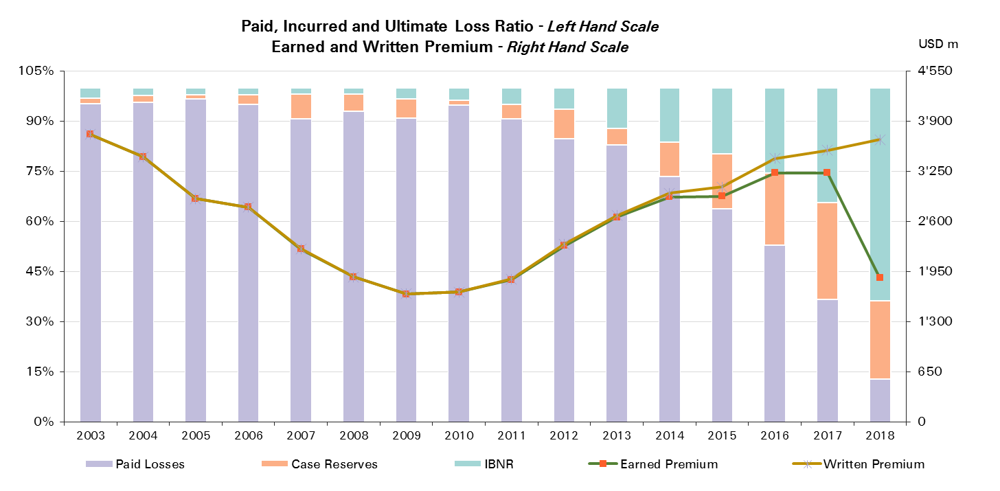 Paid, Incurred and Ultimate Loss Ratio - Left Hand Scale
Earned and Written Premium - Right Hand Scale
USD m
105% 4'550
90% 3'900
75% 3'250
60% 2'600
45% 1'950
30% 1'300
15% 650
0% 0
2003 2004 2005 2006 2007 2008 2009 2010 2011 2012 2013 2014 2015 2016 2017 2018
Paid Losses Case Reserves IBNR Earned Premium Written Premium